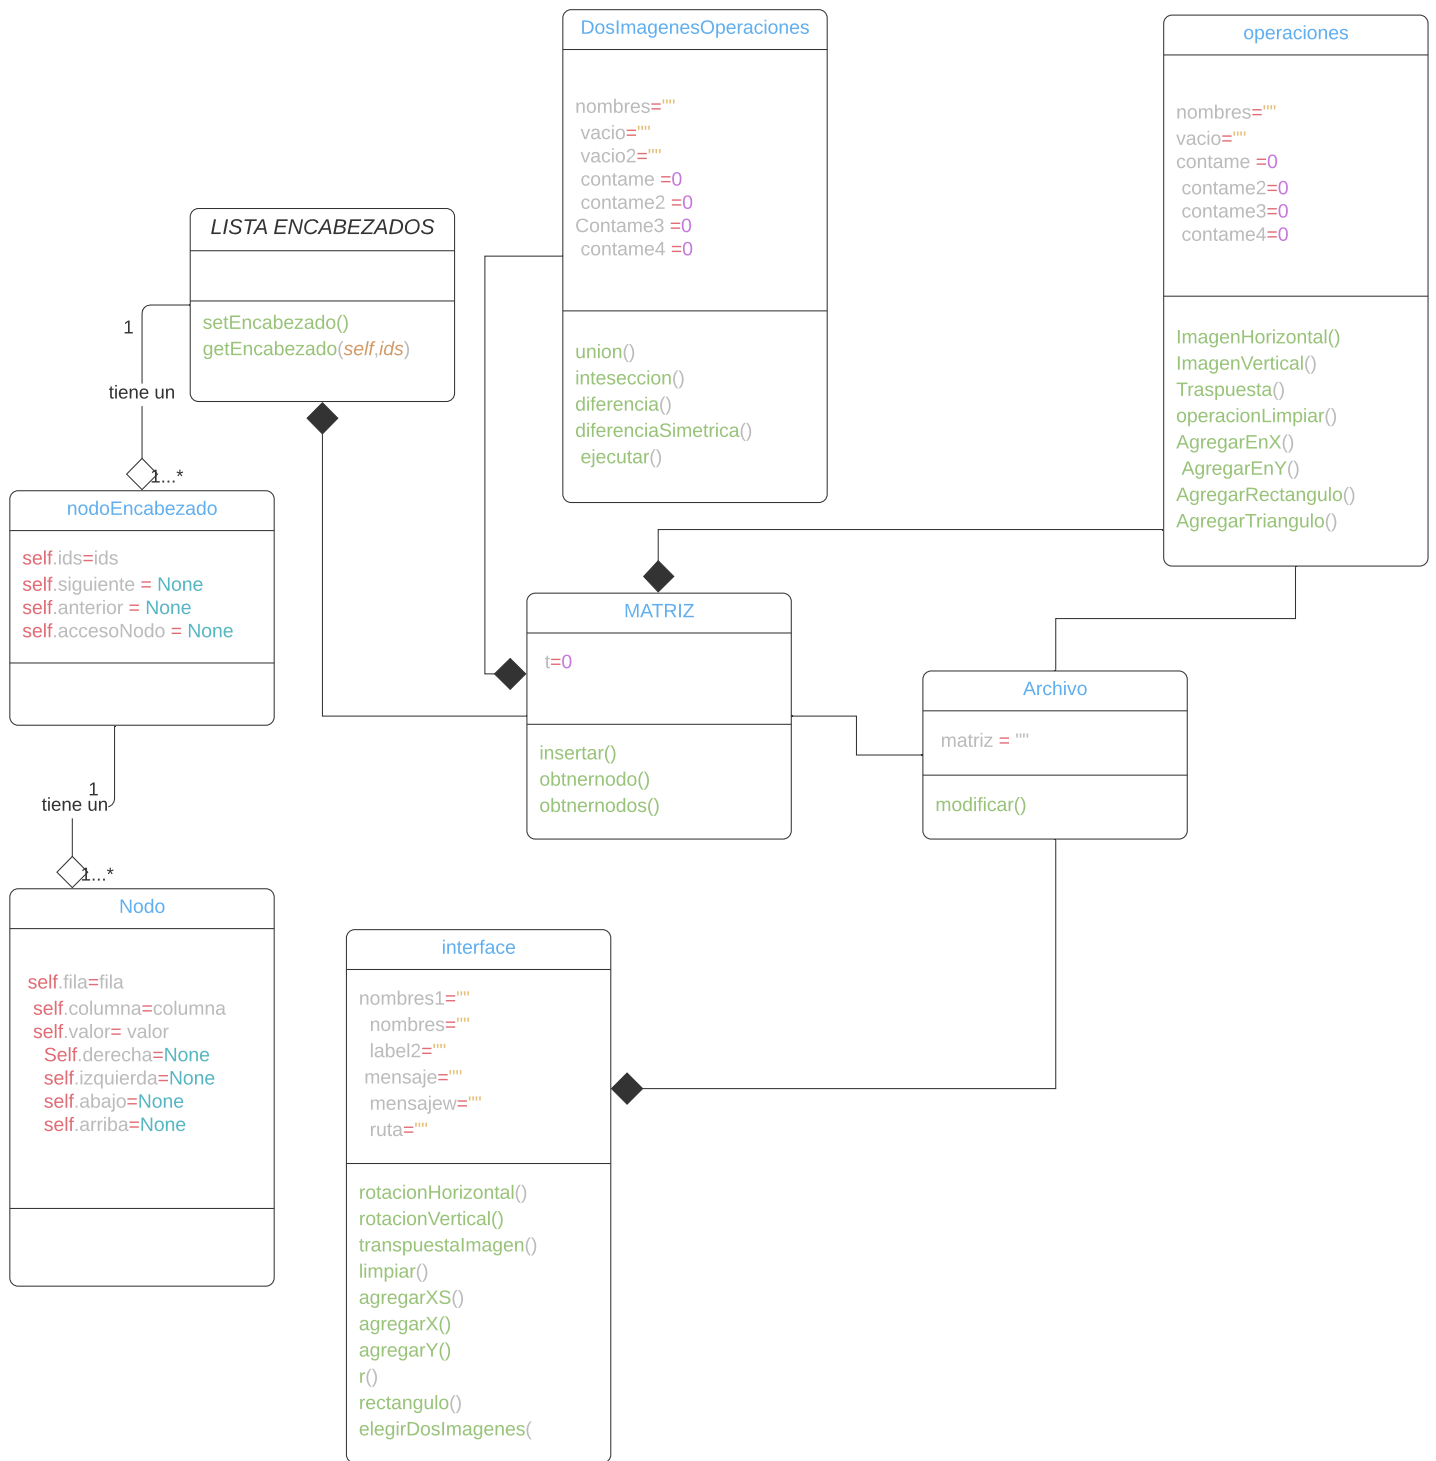 DosImagenesOperaciones
nombres=""
vacio=""
vacio2=""
contame =0
contame2 =0
Contame3 =0
contame4 =0
union()
inteseccion()
diferencia()
diferenciaSimetrica()
ejecutar()
operaciones
nombres=""
vacio=""
contame =0
contame2=0
contame3=0
contame4=0
ImagenHorizontal()
ImagenVertical()
Traspuesta()
operacionLimpiar()
AgregarEnX()
AgregarEnY()
AgregarRectangulo()
AgregarTriangulo()
LISTA ENCABEZADOS
setEncabezado()
getEncabezado(self,ids)
1
tiene un
1...*
nodoEncabezado
self.ids=ids
self.siguiente = None
self.anterior = None
self.accesoNodo = None
MATRIZ
t=0
insertar()
obtnernodo()
obtnernodos()
Archivo
matriz = ""
modificar()
1
tiene un
1...*
Nodo
self.fila=fila
self.columna=columna
self.valor= valor
Self.derecha=None
self.izquierda=None
self.abajo=None
self.arriba=None
interface
nombres1=""
nombres=""
label2=""
mensaje=""
mensajew=""
ruta=""
rotacionHorizontal()
rotacionVertical()
transpuestaImagen()
limpiar()
agregarXS()
agregarX()
agregarY()
r()
rectangulo()
elegirDosImagenes(